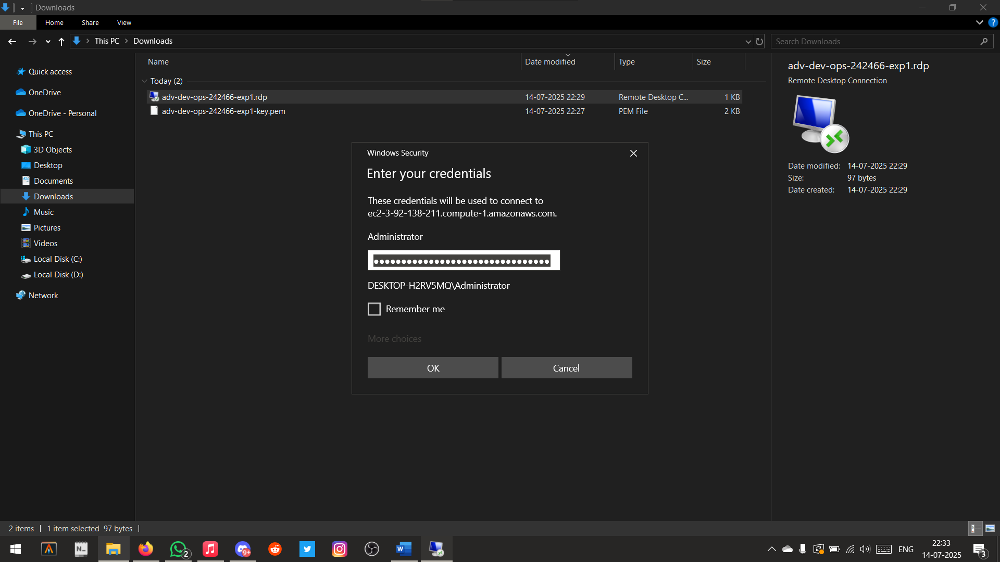 Downloads
File Home Share View
This PC Downloads
Search Downloads
Quick access
OneDrive
OneDrive - Personal
This PC
3D Objects
Desktop
Documents
Downloads
Music
Pictures
Videos
Local Disk (C:)
Local Disk (D:)
Network
Name Date modified Type Size
Today (2)
adv-dev-ops-242466-exp1.rdp 14-07-2025 22:29 Remote Desktop C... 1 KB
adv-dev-ops-242466-exp1-key.pem 14-07-2025 22:27 PEM File 2 KB
adv-dev-ops-242466-exp1.rdp
Remote Desktop Connection
Date modified: 14-07-2025 22:29
Size: 97 bytes
Date created: 14-07-2025 22:29
Windows Security
Enter your credentials
These credentials will be used to connect to
ec2-3-92-138-211.compute-1.amazonaws.com.
Administrator
DESKTOP-H2RV5MQ\Administrator
Remember me
More choices
OK Cancel
2 items 1 item selected 97 bytes
2
9+
ENG
22:33
14-07-2025
3